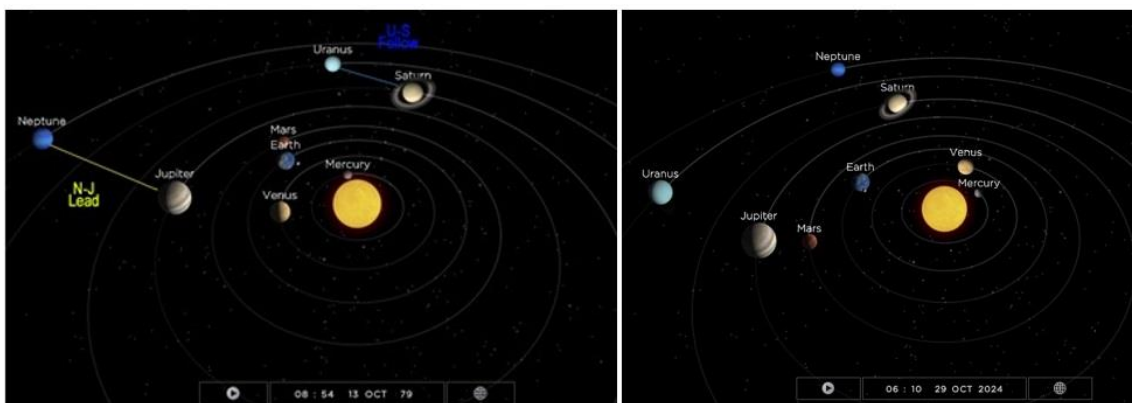 U-S
Follow
Uranus
Saturn
Neptune
Mars
Earth
Mercury
Jupiter
N-J
Lead
Venus
08 : 54 13 OCT 79
Neptune
Saturn
Venus
Earth
Mercury
Uranus
Jupiter
Mars
06 : 10 29 OCT 2024